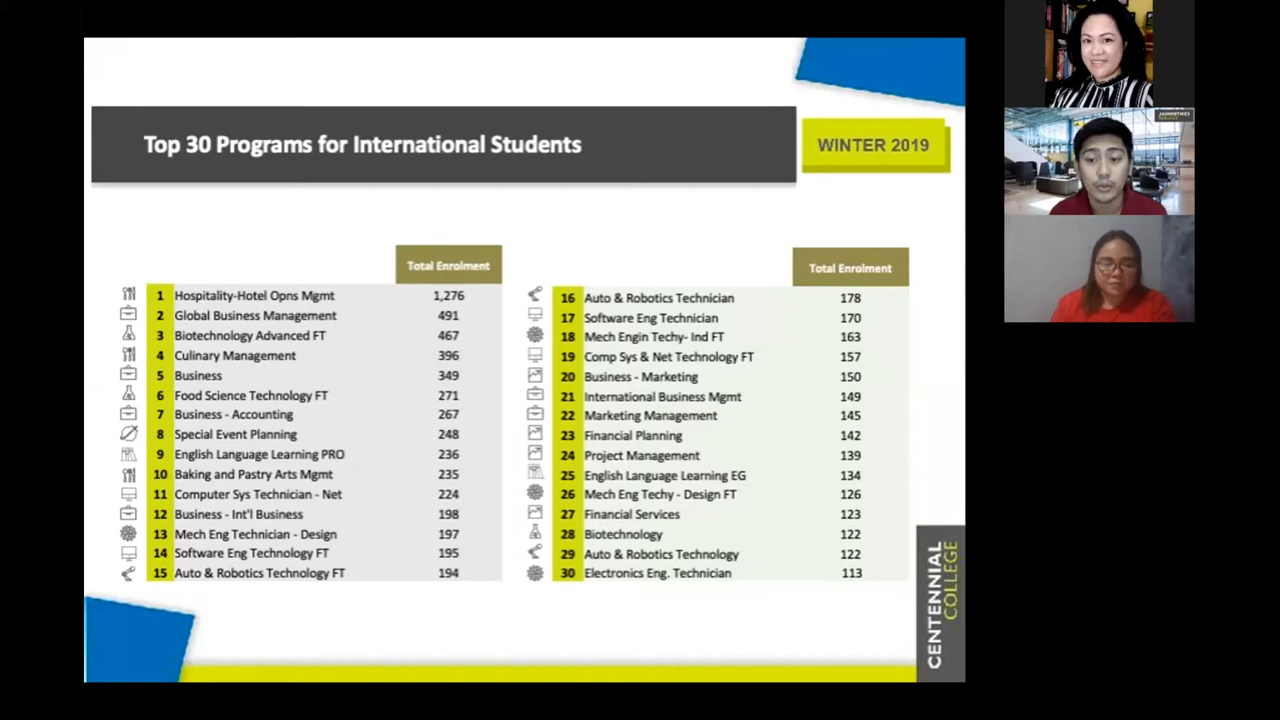 Top 30 Programs for International Students
WINTER 2019
Total Enrolment
1 Hospitality-Hotel Opns Mgmt 1,276
2 Global Business Management 491
3 Biotechnology Advanced FT 467
4 Culinary Management 396
5 Business 349
6 Food Science Technology FT 271
7 Business - Accounting 267
8 Special Event Planning 248
9 English Language Learning PRO 236
10 Baking and Pastry Arts Mgmt 235
11 Computer Sys Technician - Net 224
12 Business - Int'l Business 198
13 Mech Eng Technician - Design 197
14 Software Eng Technology FT 195
15 Auto & Robotics Technology FT 194
Total Enrolment
16 Auto & Robotics Technician 178
17 Software Eng Technician 170
18 Mech Engin Techy- Ind FT 163
19 Comp Sys & Net Technology FT 157
20 Business - Marketing 150
21 International Business Mgmt 149
22 Marketing Management 145
23 Financial Planning 142
24 Project Management 139
25 English Language Learning EG 134
26 Mech Eng Techy - Design FT 126
27 Financial Services 123
28 Biotechnology 122
29 Auto & Robotics Technology 122
30 Electronics Eng. Technician 113
CENTENNIAL
COLLEGE
CENTENNIAL